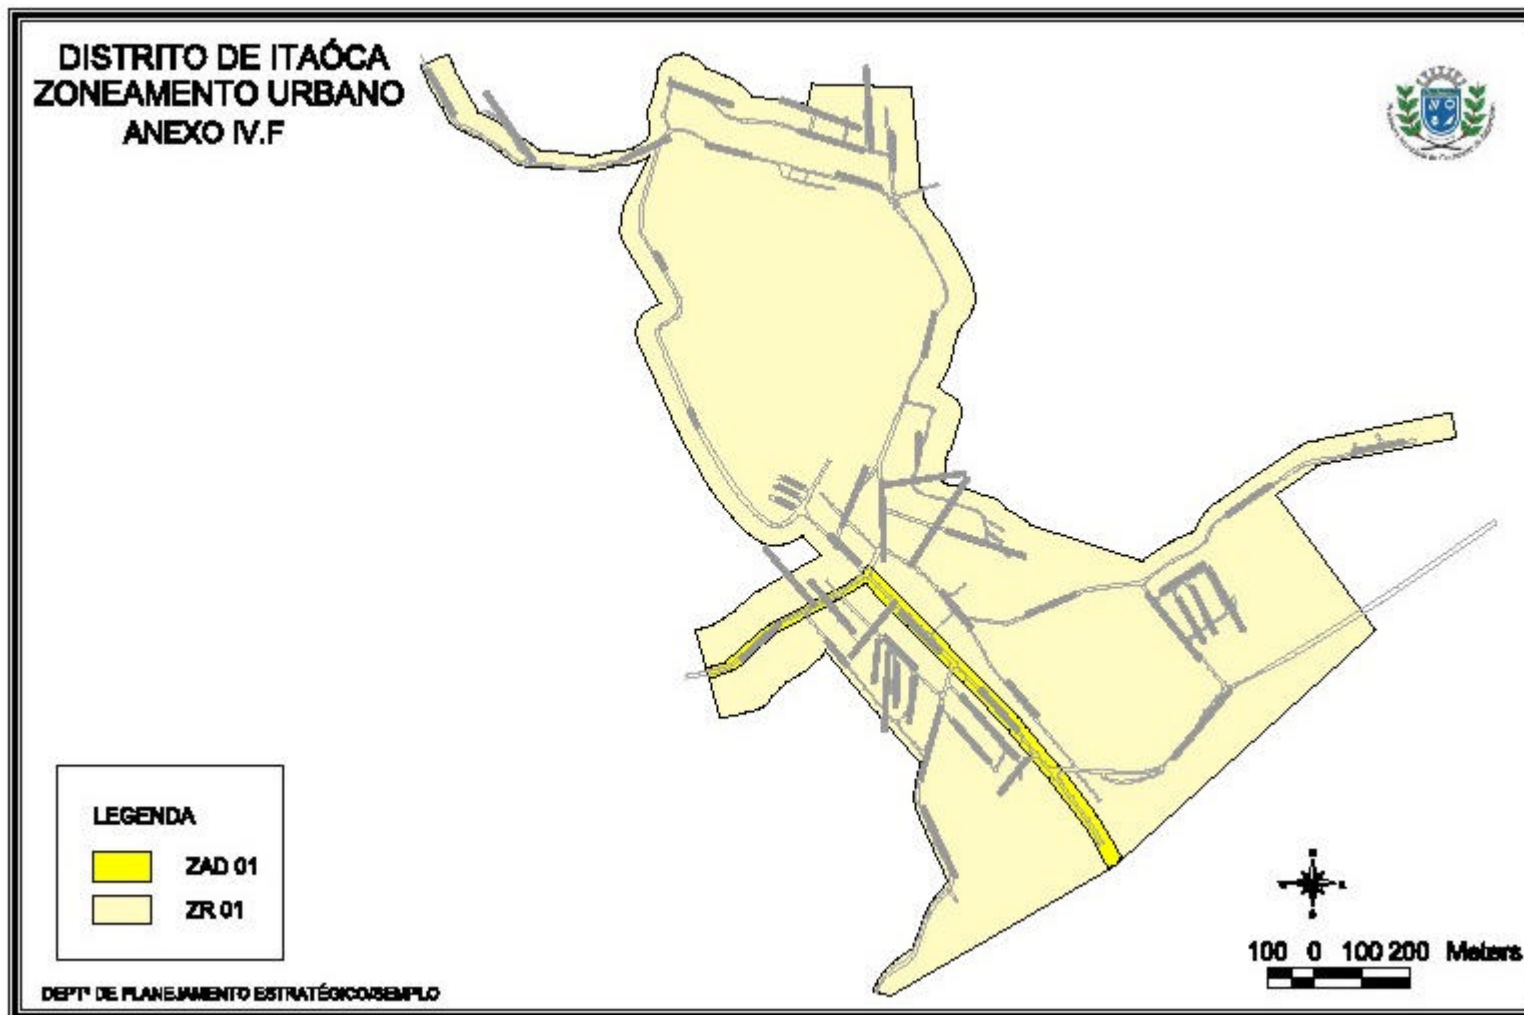 DISTRITO DE ITAÓCA
ZONEAMENTO URBANO
ANEXO IV.F
LEGENDA
ZAD 01
ZR 01
100 0 100 200 Meters
DEPTº DE PLANEJAMENTO ESTRATÉGICO/SEMPLO